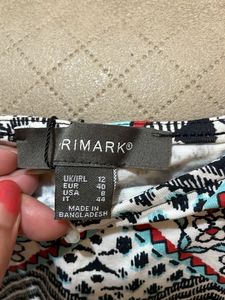 RIMARK®
UK/IRL 12
EUR 40
USA 8
IT 44
MADE IN
BANGLADESH